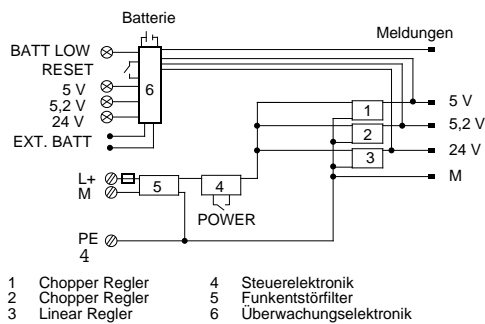 Batterie
Meldungen
BATT LOW
RESET
5 V
5,2 V
24 V
EXT. BATT
6
1
2
3
5 V
5,2 V
24 V
M
L+
M
5
4
POWER
PE
4
1 Chopper Regler 4 Steuerelektronik
2 Chopper Regler 5 Funkentstörfilter
3 Linear Regler 6 Überwachungselektronik